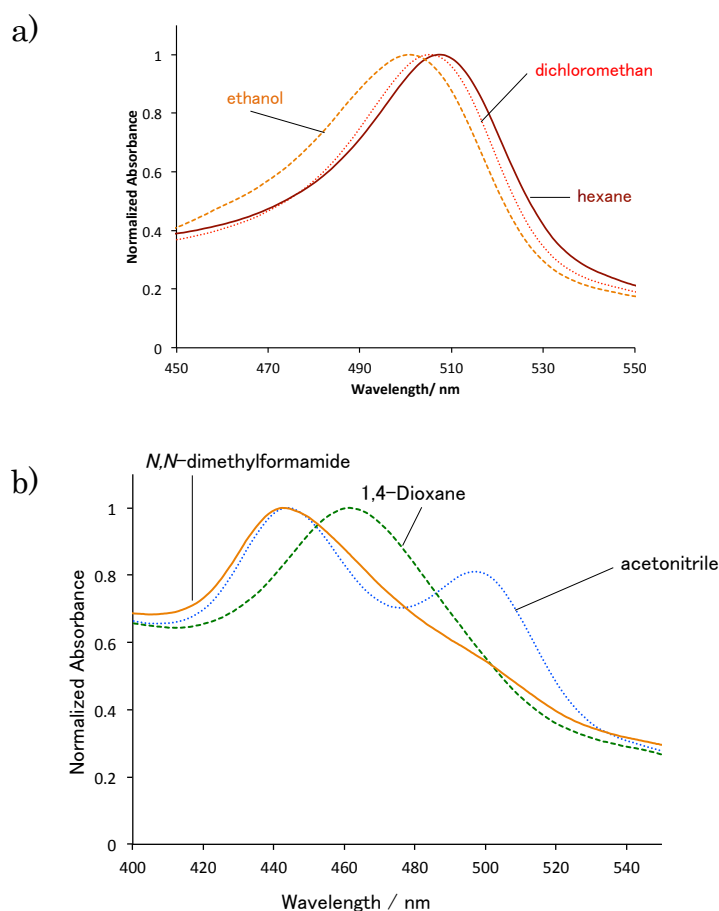 a)
Normalized Absorbance
1
0.8
0.6
0.4
0.2
0
ethanol
dichloromethan
hexane
450 470 490 510 530 550
Wavelength/ nm
b)
N,N-dimethylformamide
1,4-Dioxane
acetonitrile
Normalized Absorbance
1
0.8
0.6
0.4
0.2
0
400 420 440 460 480 500 520 540
Wavelength / nm